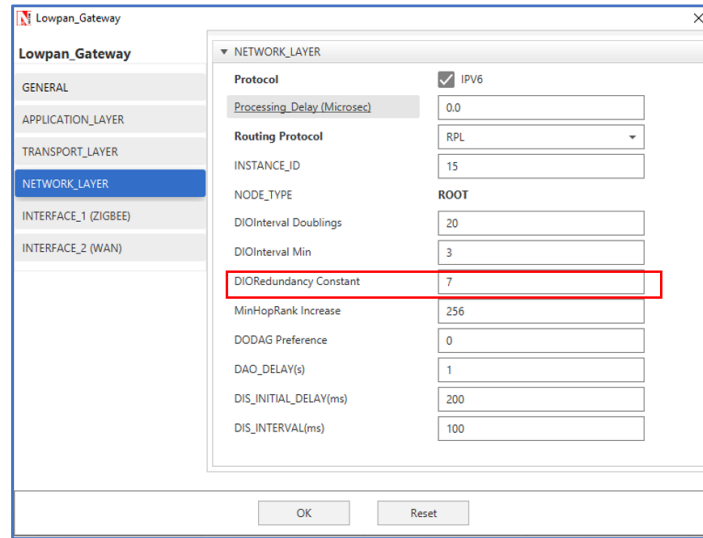 Lowpan_Gateway
Lowpan_Gateway
GENERAL
APPLICATION_LAYER
TRANSPORT_LAYER
NETWORK_LAYER
INTERFACE_1 (ZIGBEE)
INTERFACE_2 (WAN)
NETWORK_LAYER
Protocol IPV6
Processing_Delay (Microsec) 0.0
Routing Protocol RPL
INSTANCE_ID 15
NODE_TYPE ROOT
DIOInterval Doublings 20
DIOInterval Min 3
DIORedundancy Constant 7
MinHopRank Increase 256
DODAG Preference 0
DAO_DELAY(s) 1
DIS_INITIAL_DELAY(ms) 200
DIS_INTERVAL(ms) 100
OK Reset